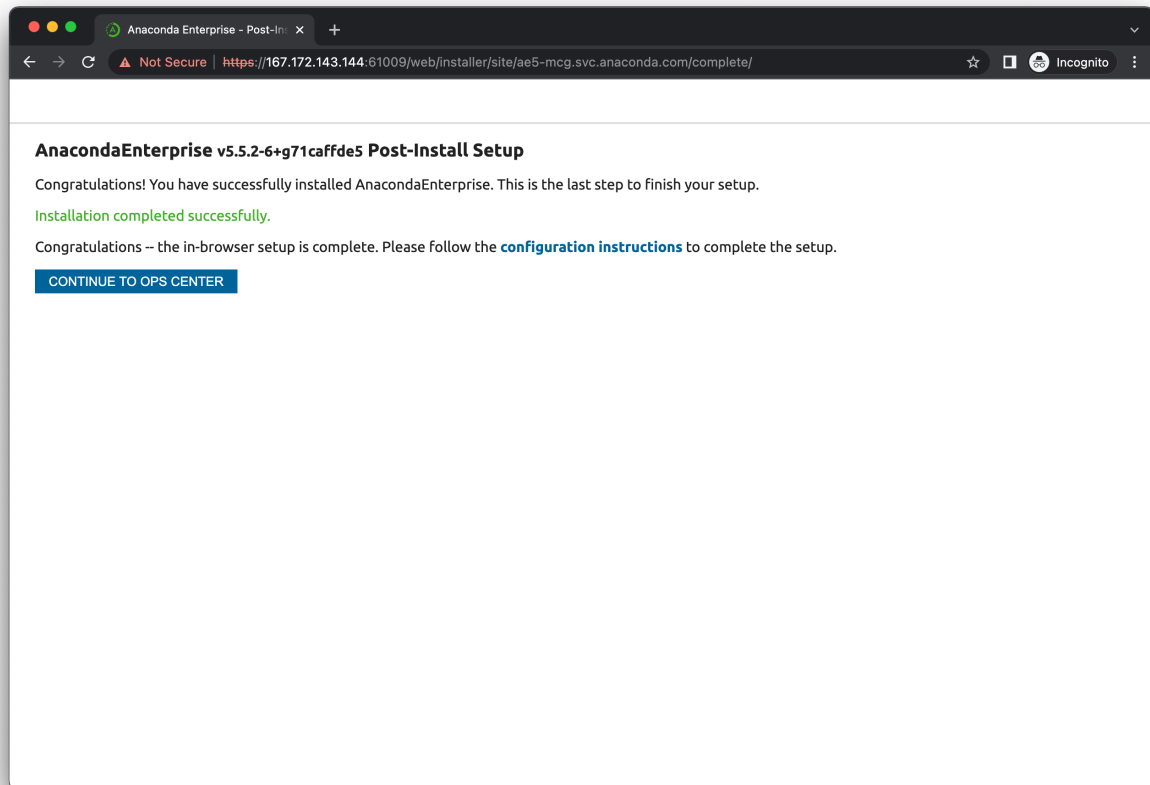 Anaconda Enterprise - Post-Ins
Not Secure | https://167.172.143.144:61009/web/installer/site/ae5-mcg.svc.anaconda.com/complete/
Incognito
AnacondaEnterprise v5.5.2-6+g71caffde5 Post-Install Setup
Congratulations! You have successfully installed AnacondaEnterprise. This is the last step to finish your setup.
Installation completed successfully.
Congratulations -- the in-browser setup is complete. Please follow the configuration instructions to complete the setup.
CONTINUE TO OPS CENTER